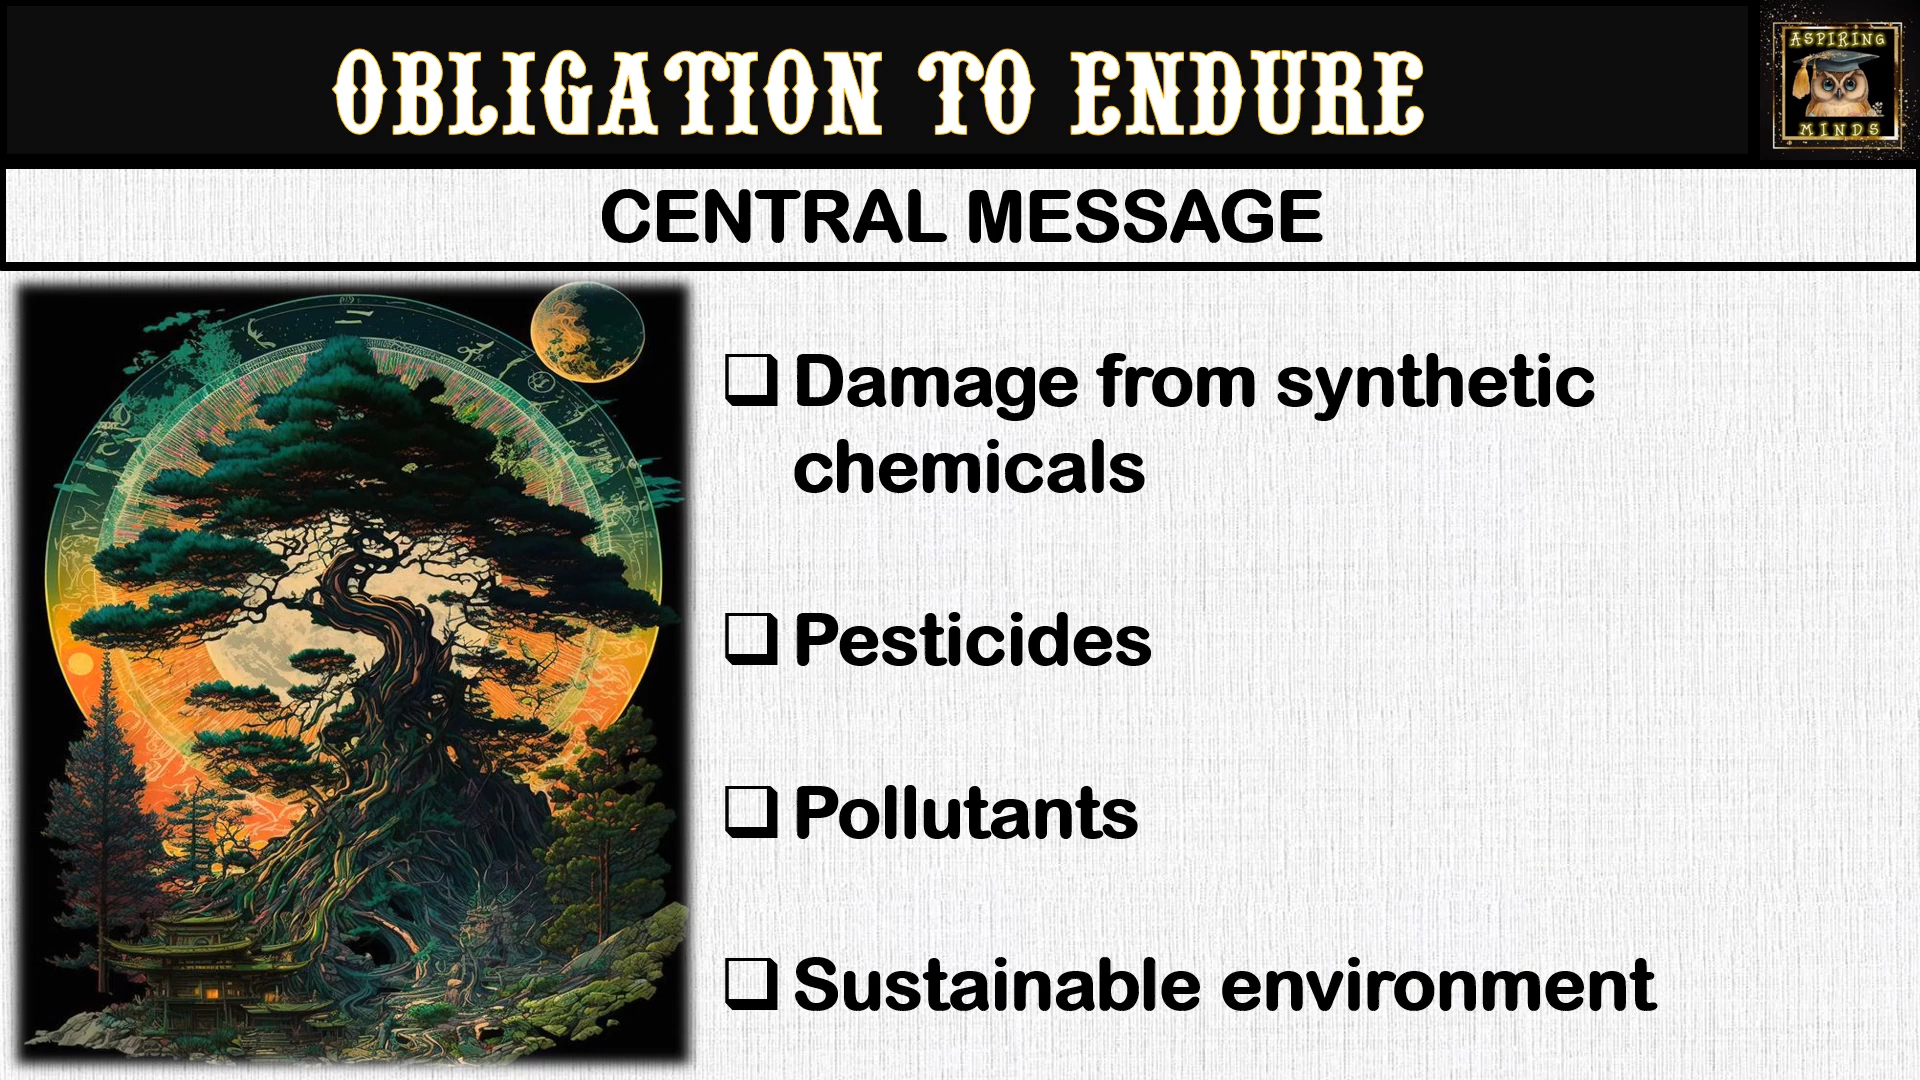 OBLIGATION TO ENDURE
ASPIRING
MINDS
CENTRAL MESSAGE
Damage from synthetic
chemicals
Pesticides
Pollutants
Sustainable environment